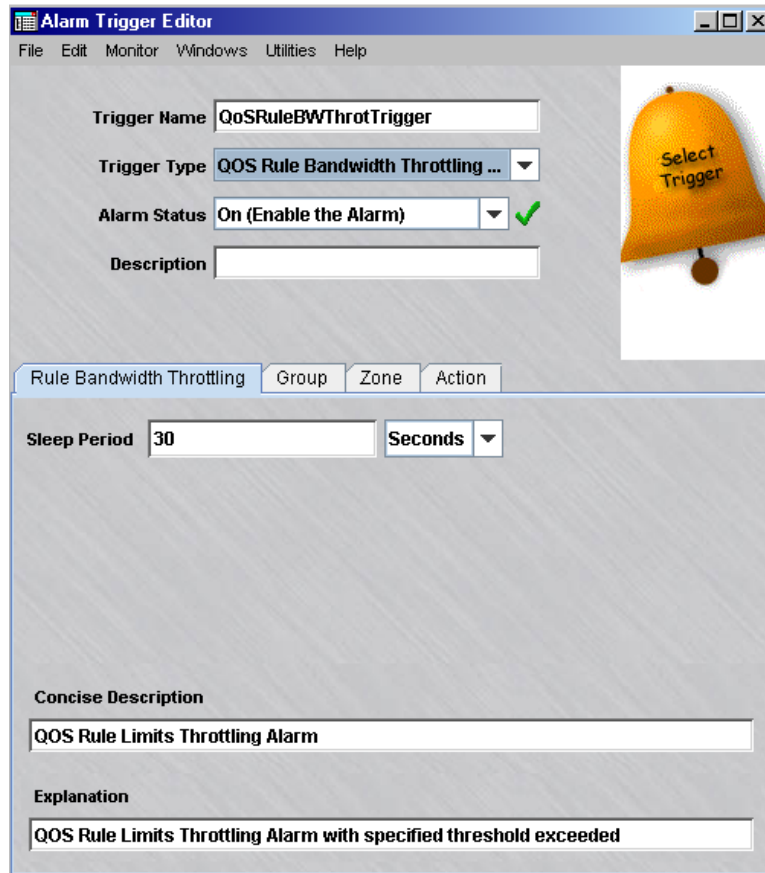 Alarm Trigger Editor
File Edit Monitor Windows Utilities Help
Trigger Name QoSRuleBWThrotTrigger
Trigger Type QOS Rule Bandwidth Throttling ...
Alarm Status On (Enable the Alarm)
Description
Select
Trigger
Rule Bandwidth Throttling Group Zone Action
Sleep Period 30 Seconds
Concise Description
QOS Rule Limits Throttling Alarm
Explanation
QOS Rule Limits Throttling Alarm with specified threshold exceeded